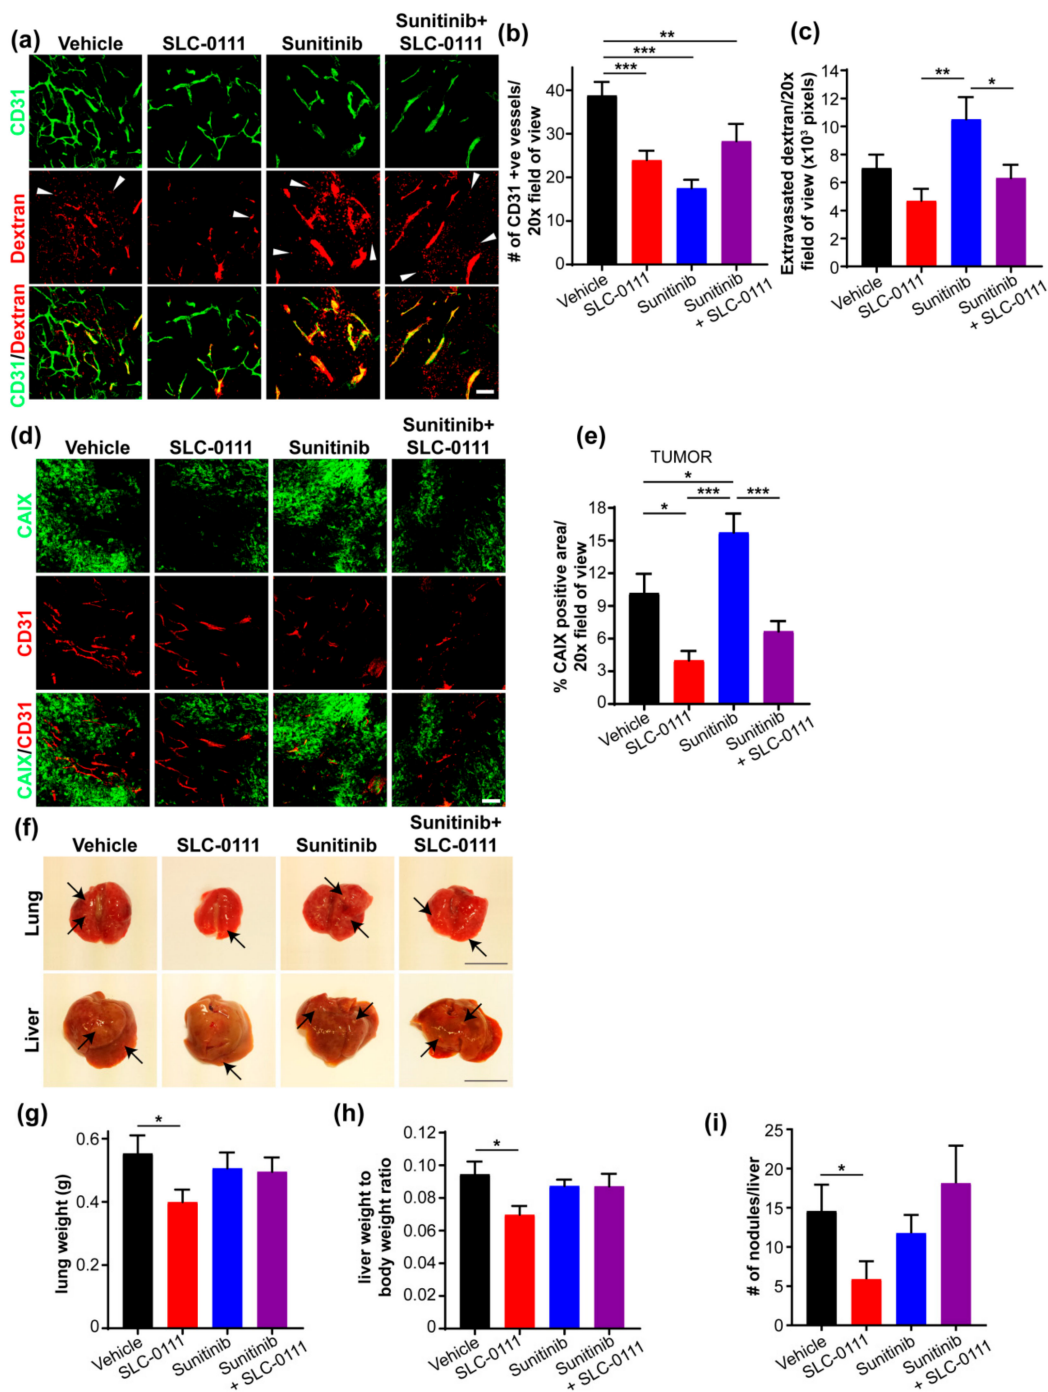 (a)
Vehicle
SLC-0111
Sunitinib
Sunitinib+
SLC-0111
CD31
Dextran
CD31/Dextran
(b)
# of CD31 +ve vessels/
20x field of view
40
30
20
10
0
***
***
**
Vehicle
SLC-0111
Sunitinib
Sunitinib
+ SLC-0111
(c)
Extravasated dextran/20x
field of view (x10³ pixels)
14
12
10
8
6
4
2
0
**
*
Vehicle
SLC-0111
Sunitinib
Sunitinib
+ SLC-0111
(d)
Vehicle
SLC-0111
Sunitinib
Sunitinib+
SLC-0111
CAIX
CD31
CAIX/CD31
(e)
TUMOR
% CAIX positive area/
20x field of view
18
15
12
9
6
3
0
*
*
***
***
Vehicle
SLC-0111
Sunitinib
Sunitinib
+ SLC-0111
(f)
Vehicle
SLC-0111
Sunitinib
Sunitinib+
SLC-0111
Lung
Liver
(g)
lung weight (g)
0.6
0.4
0.2
0
*
Vehicle
SLC-0111
Sunitinib
Sunitinib
+ SLC-0111
(h)
liver weight to
body weight ratio
0.12
0.10
0.08
0.06
0.04
0.02
0
*
Vehicle
SLC-0111
Sunitinib
Sunitinib
+ SLC-0111
(i)
# of nodules/liver
25
20
15
10
5
0
*
Vehicle
SLC-0111
Sunitinib
Sunitinib
+ SLC-0111